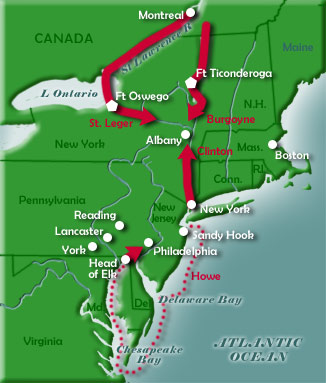 Montreal
CANADA
St Lawrence R
Maine
L Ontario
Ft Ticonderoga
Ft Oswego
N.H.
St. Leger
Burgoyne
Albany
Clinton
Mass.
Boston
New York
Conn.
R.I.
Pennsylvania
New York
Reading
New
Jersey
Lancaster
Sandy Hook
York
Philadelphia
Head
of Elk
Howe
Md
Del
Delaware Bay
Virginia
Chesapeake
Bay
ATLANTIC
OCEAN